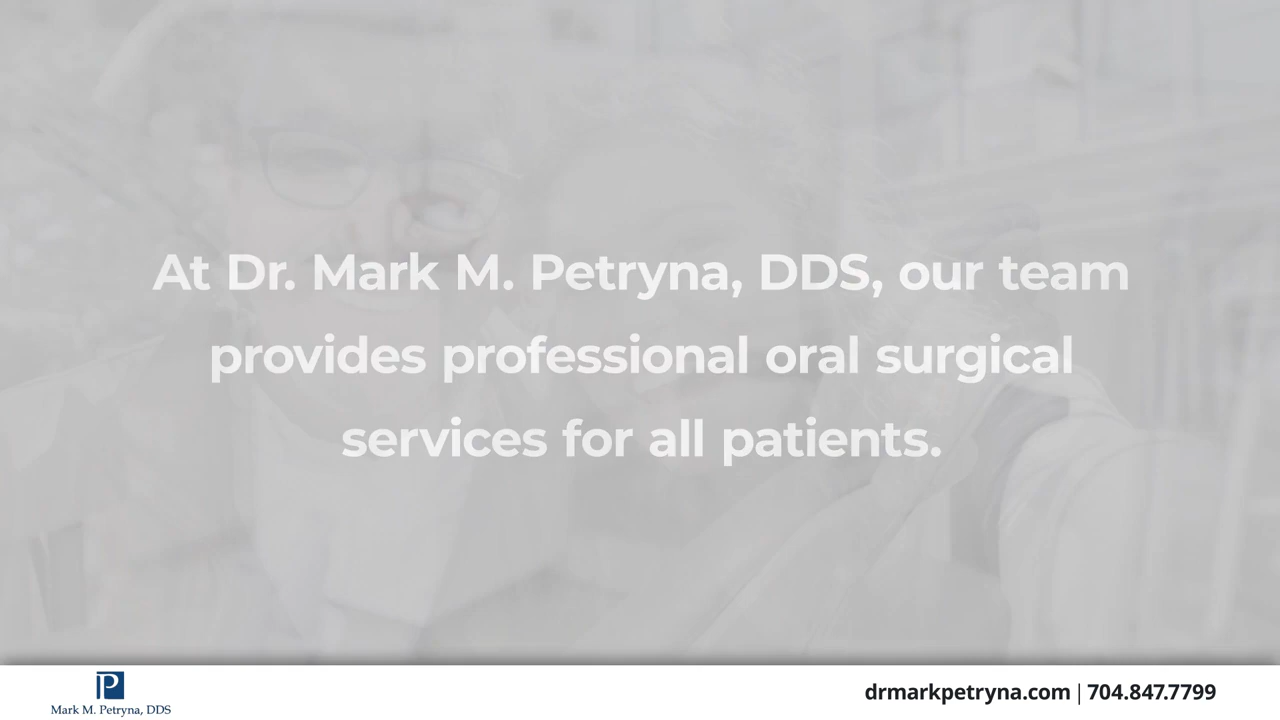 At Dr. Mark M. Petryna, DDS, our team
provides professional oral surgical
services for all patients.
P
Mark M. Petryna, DDS
drmarkpetryna.com | 704.847.7799